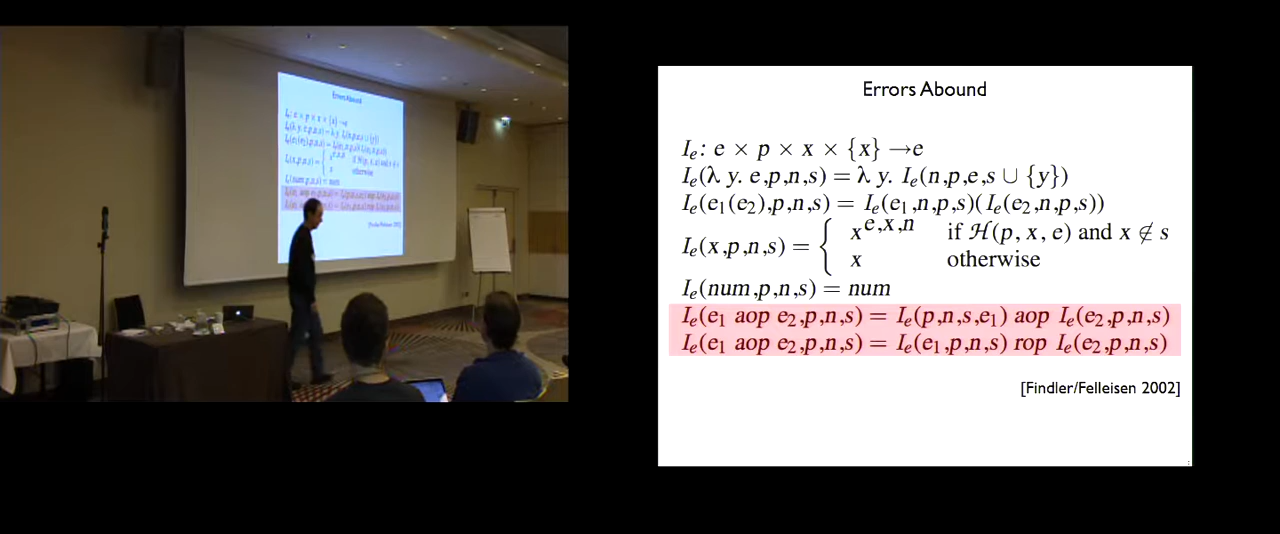 Errors Abound
Iₑ: e × p × x × {x} →e
Iₑ(λ y. e,p,n,s) = λ y. Iₑ(n,p,e,s ∪ {y})
Iₑ(e₁(e₂),p,n,s) = Iₑ(e₁,n,p,s)(Iₑ(e₂,n,p,s))
Iₑ(x,p,n,s) = { x^{e,x,n} if ℋ(p, x, e) and x ∉ s
x otherwise
Iₑ(num,p,n,s) = num
Iₑ(e₁ aop e₂,p,n,s) = Iₑ(p,n,s,e₁) aop Iₑ(e₂,p,n,s)
Iₑ(e₁ aop e₂,p,n,s) = Iₑ(e₁,p,n,s) rop Iₑ(e₂,p,n,s)
[Findler/Felleisen 2002]